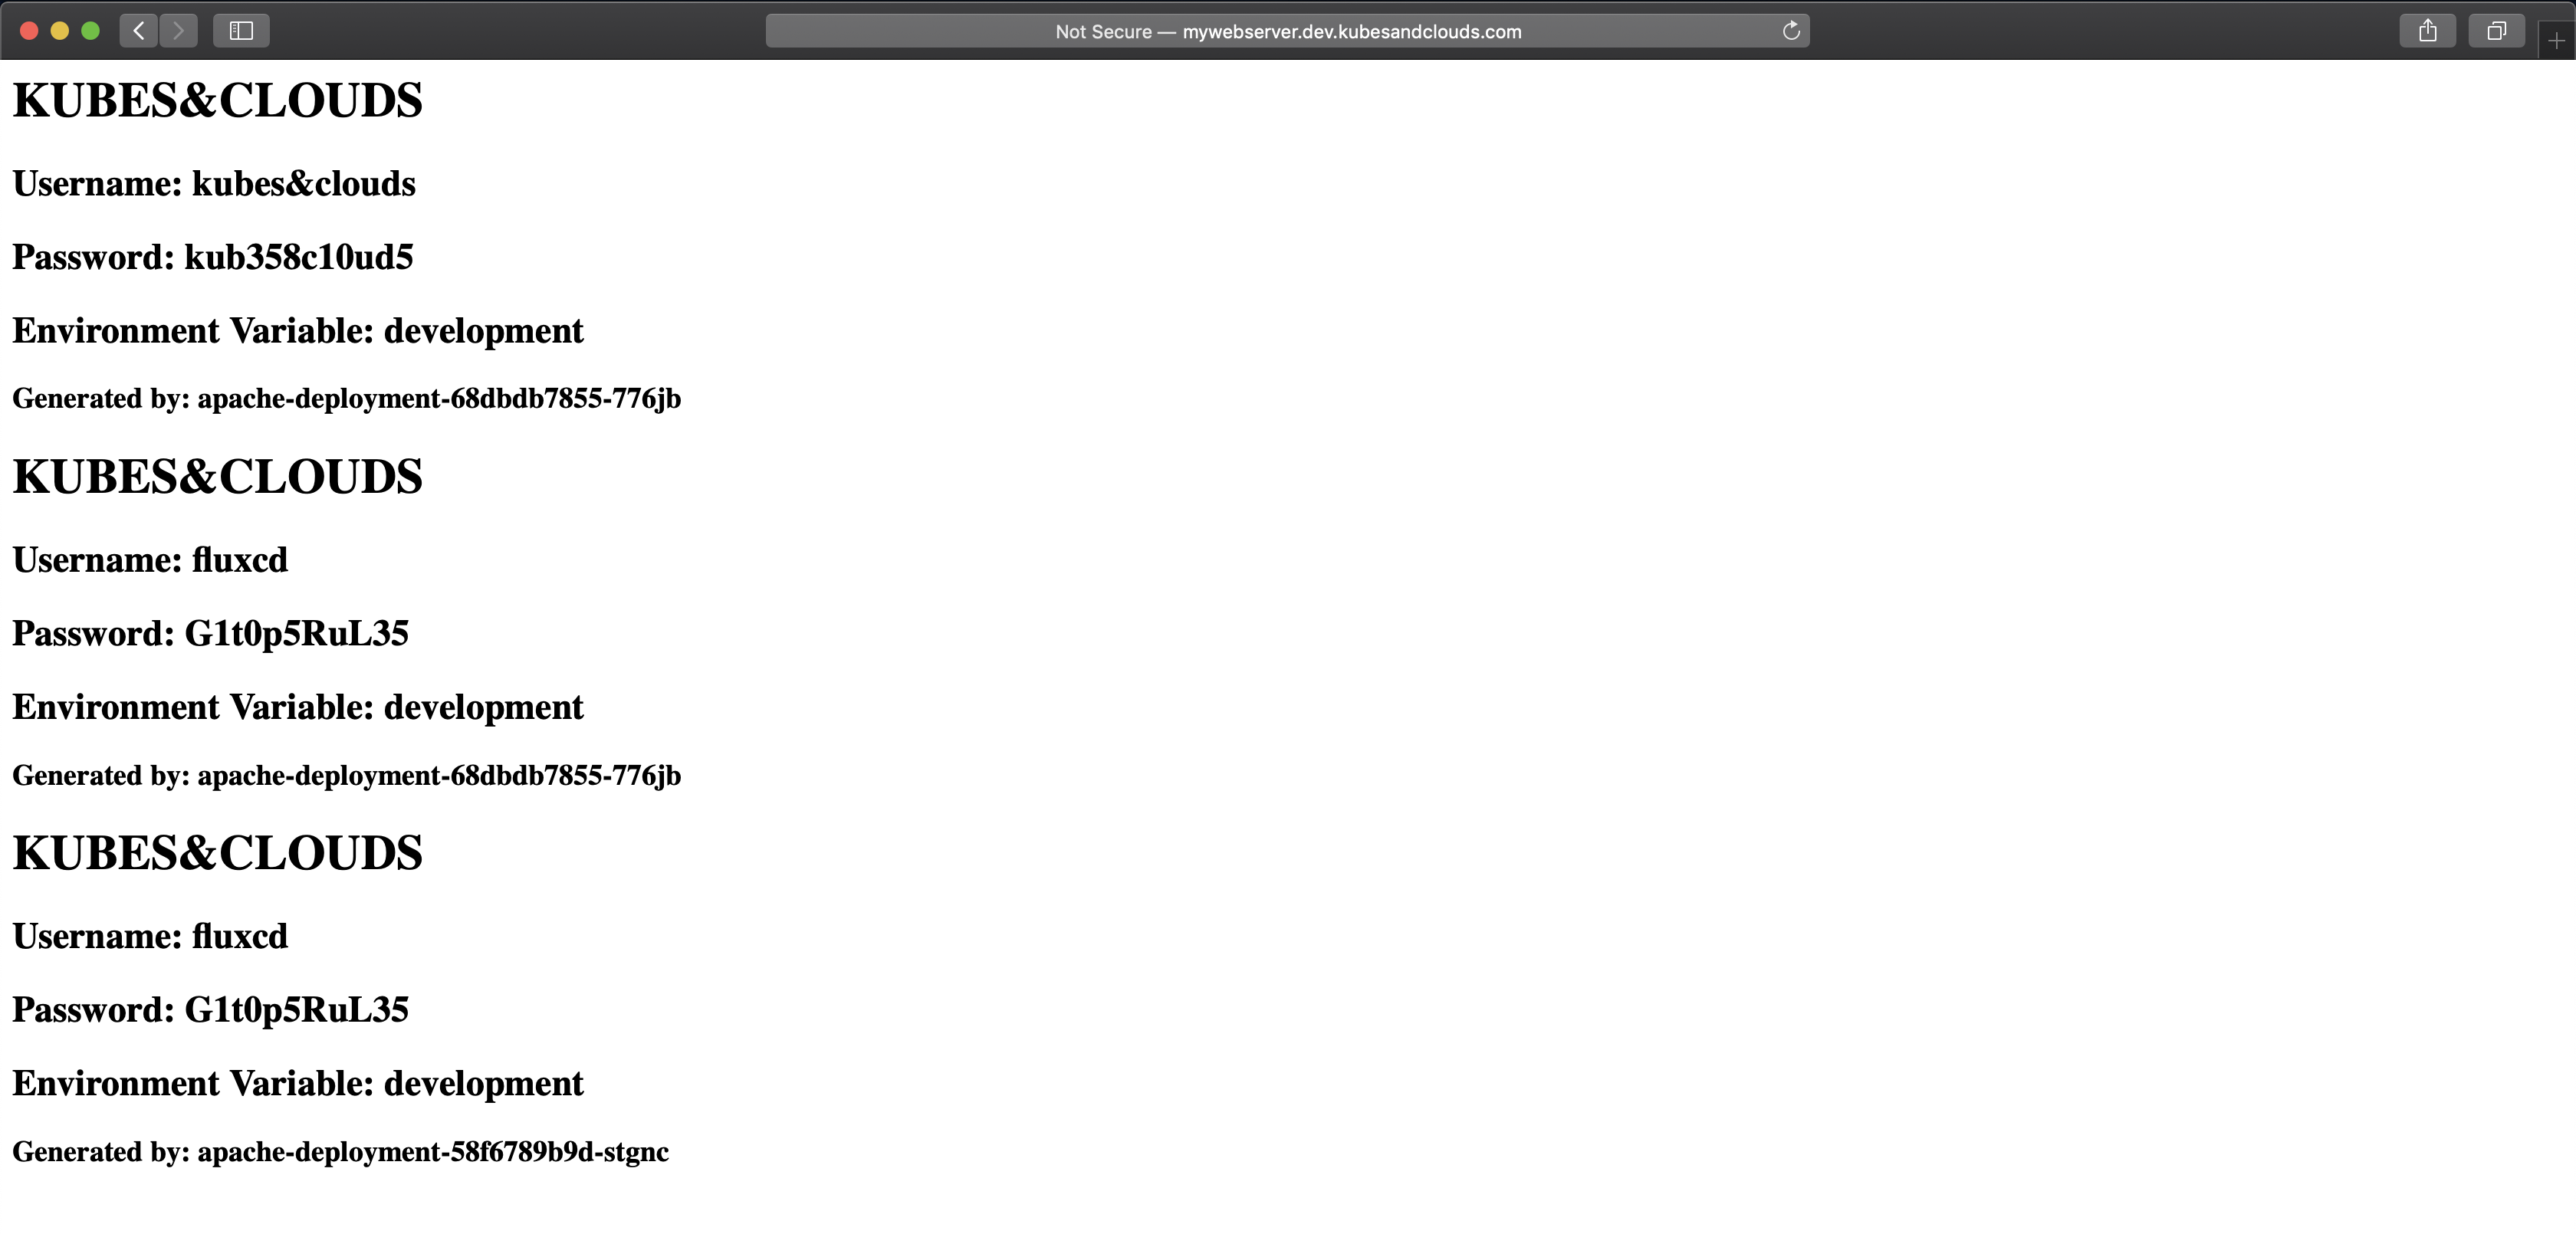 Not Secure — mywebserver.dev.kubesandclouds.com
KUBES&CLOUDS
Username: kubes&clouds
Password: kub358c10ud5
Environment Variable: development
Generated by: apache-deployment-68dbdb7855-776jb
KUBES&CLOUDS
Username: fluxcd
Password: G1t0p5RuL35
Environment Variable: development
Generated by: apache-deployment-68dbdb7855-776jb
KUBES&CLOUDS
Username: fluxcd
Password: G1t0p5RuL35
Environment Variable: development
Generated by: apache-deployment-58f6789b9d-stgnc